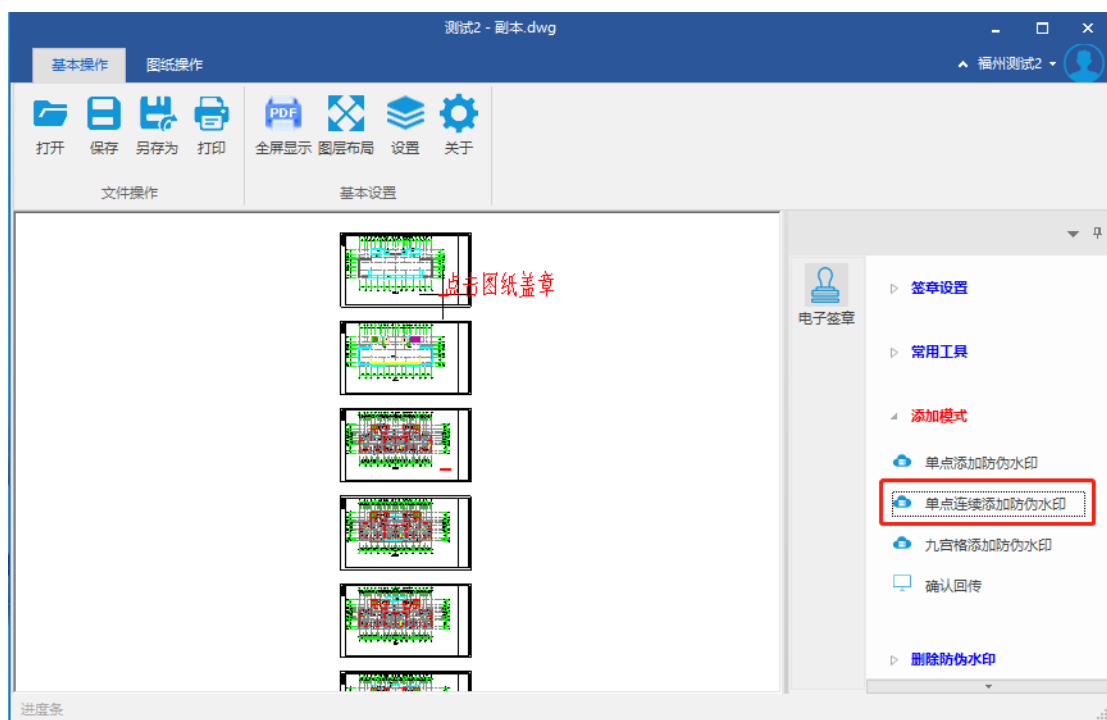 测试2 - 副本.dwg
基本操作 图纸操作
福州测试2
PDF
打开 保存 另存为 打印 全屏显示 图层布局 设置 关于
文件操作 基本设置
点击图纸盖章
电子签章
签章设置
常用工具
添加模式
单点添加防伪水印
单点连续添加防伪水印
九宫格添加防伪水印
确认回传
删除防伪水印
进度条